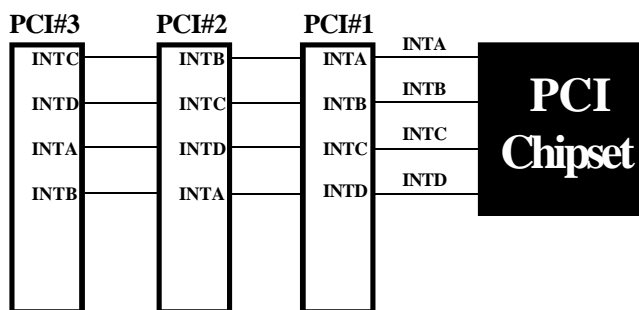 PCI#3 PCI#2 PCI#1
INTC INTB INTA INTA
INTD INTC INTB INTB
INTA INTD INTC INTC
INTB INTA INTD INTD
PCI
Chipset